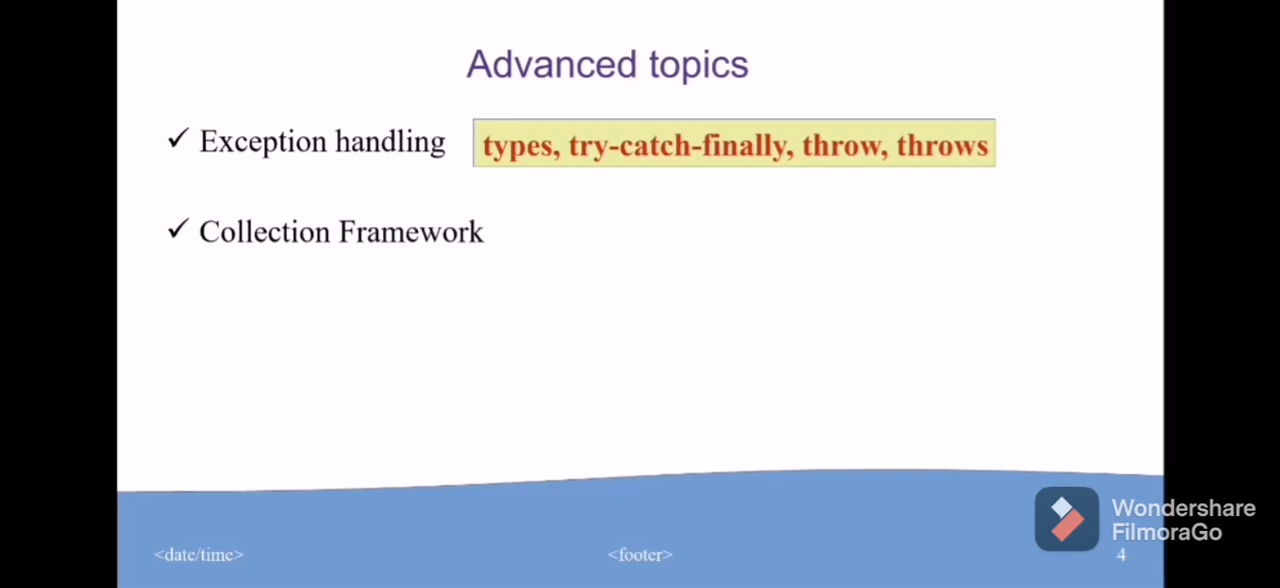 Advanced topics
✓ Exception handling types, try-catch-finally, throw, throws
✓ Collection Framework
Wondershare
FilmoraGo
<date/time> <footer> 4